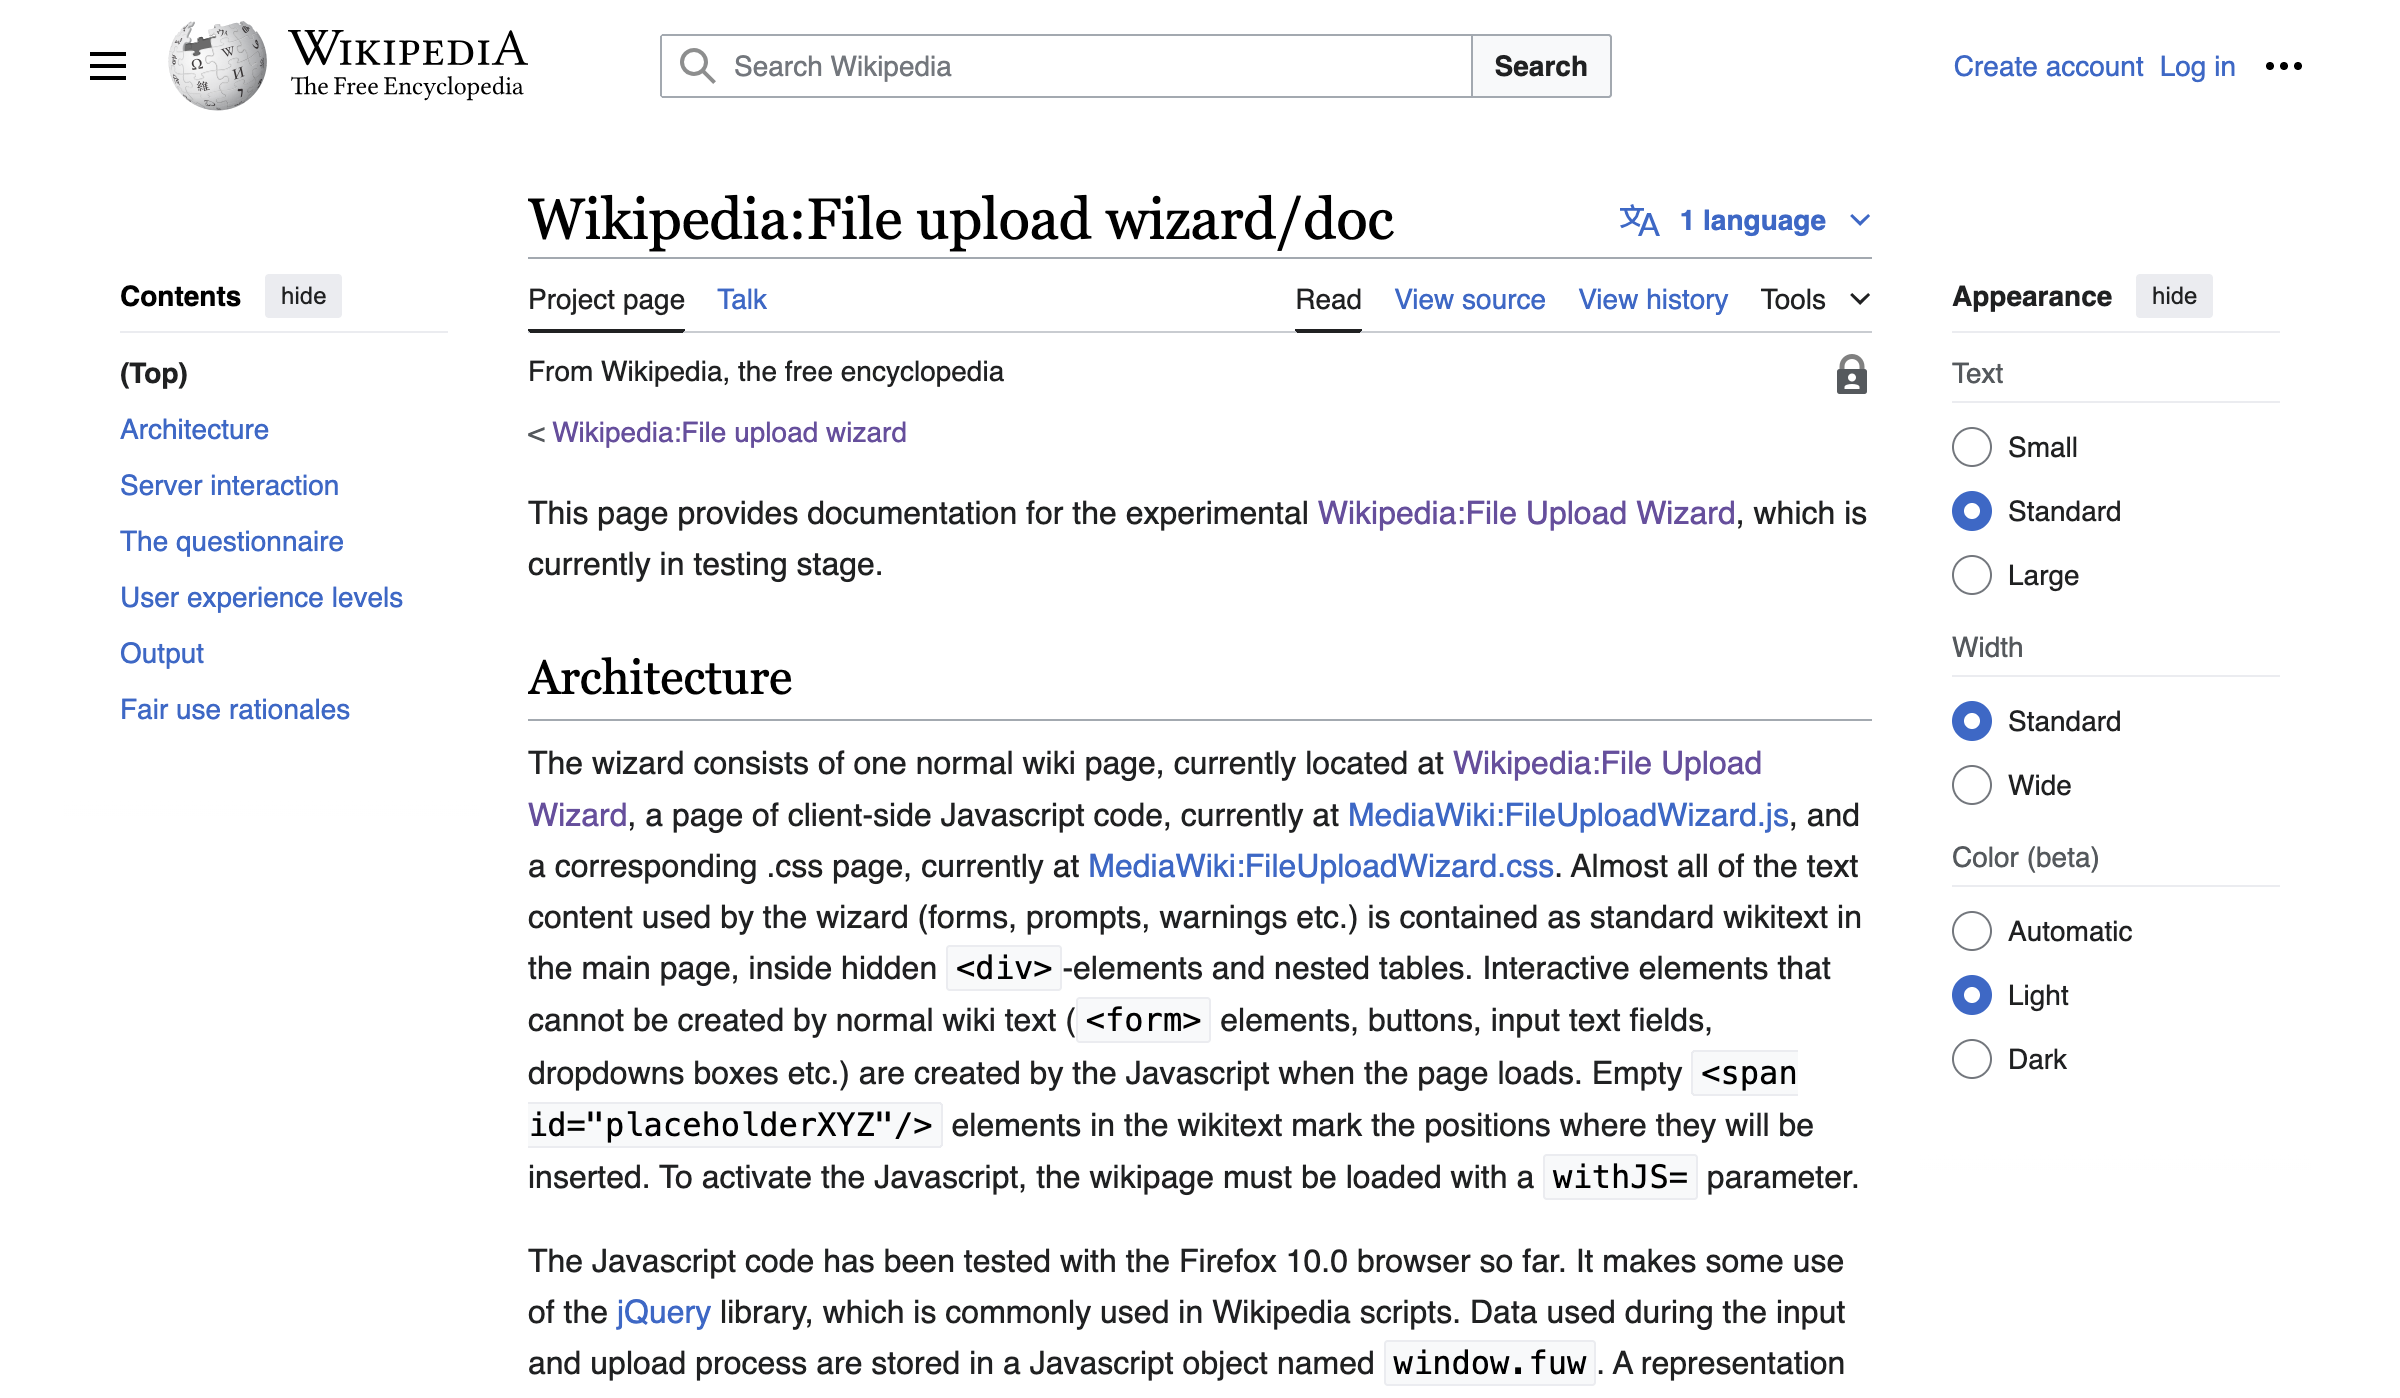 WIKIPEDIA
The Free Encyclopedia
Search Wikipedia
Search
Create account Log in
Wikipedia:File upload wizard/doc
1 language
Contents hide
(Top)
Architecture
Server interaction
The questionnaire
User experience levels
Output
Fair use rationales
Project page Talk Read View source View history Tools
From Wikipedia, the free encyclopedia
< Wikipedia:File upload wizard
This page provides documentation for the experimental Wikipedia:File Upload Wizard, which is
currently in testing stage.
Architecture
The wizard consists of one normal wiki page, currently located at Wikipedia:File Upload
Wizard, a page of client-side Javascript code, currently at MediaWiki:FileUploadWizard.js, and
a corresponding .css page, currently at MediaWiki:FileUploadWizard.css. Almost all of the text
content used by the wizard (forms, prompts, warnings etc.) is contained as standard wikitext in
the main page, inside hidden <div>-elements and nested tables. Interactive elements that
cannot be created by normal wiki text (<form> elements, buttons, input text fields,
dropdowns boxes etc.) are created by the Javascript when the page loads. Empty <span
id="placeholderXYZ"/> elements in the wikitext mark the positions where they will be
inserted. To activate the Javascript, the wikipage must be loaded with a withJS= parameter.
The Javascript code has been tested with the Firefox 10.0 browser so far. It makes some use
of the jQuery library, which is commonly used in Wikipedia scripts. Data used during the input
and upload process are stored in a Javascript object named window.fuw. A representation
Appearance hide
Text
Small
Standard
Large
Width
Standard
Wide
Color (beta)
Automatic
Light
Dark